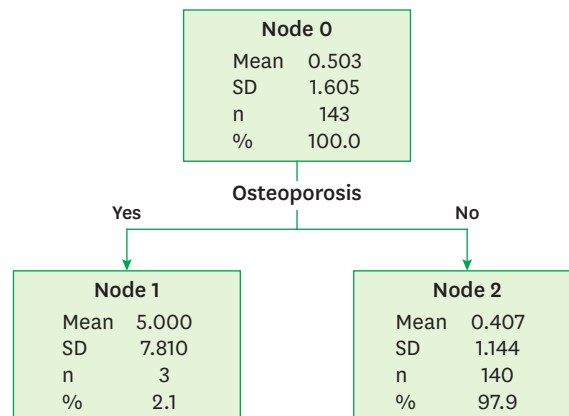 Node 0
Mean 0.503
SD 1.605
n 143
% 100.0
Osteoporosis
Yes No
Node 1 Node 2
Mean 5.000 Mean 0.407
SD 7.810 SD 1.144
n 3 n 140
% 2.1 % 97.9